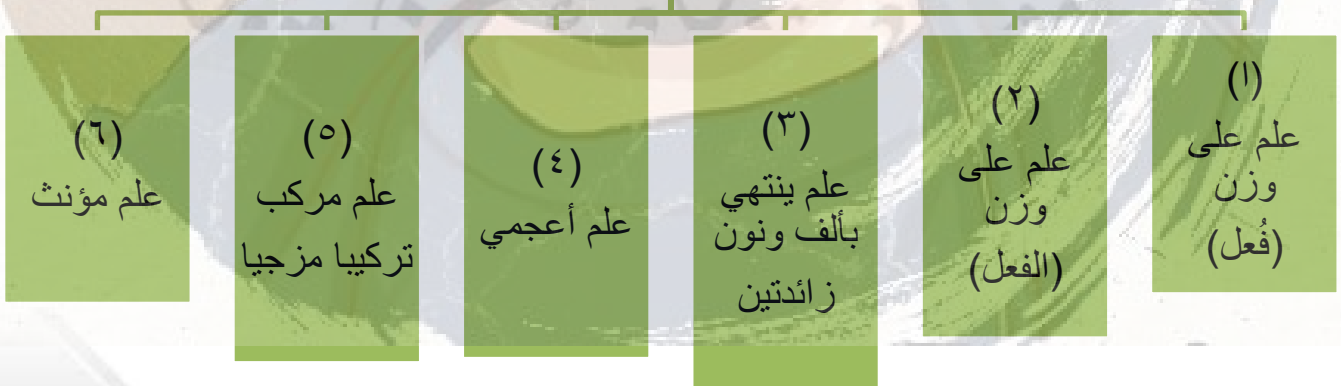 (١)
علم على
وزن
(فُعل)
(٢)
علم على
وزن
(الفعل)
(٣)
علم ينتهي
بألف ونون
زائدتين
(٤)
علم أعجمي
(٥)
علم مركب
تركيبا مزجيا
(٦)
علم مؤنث